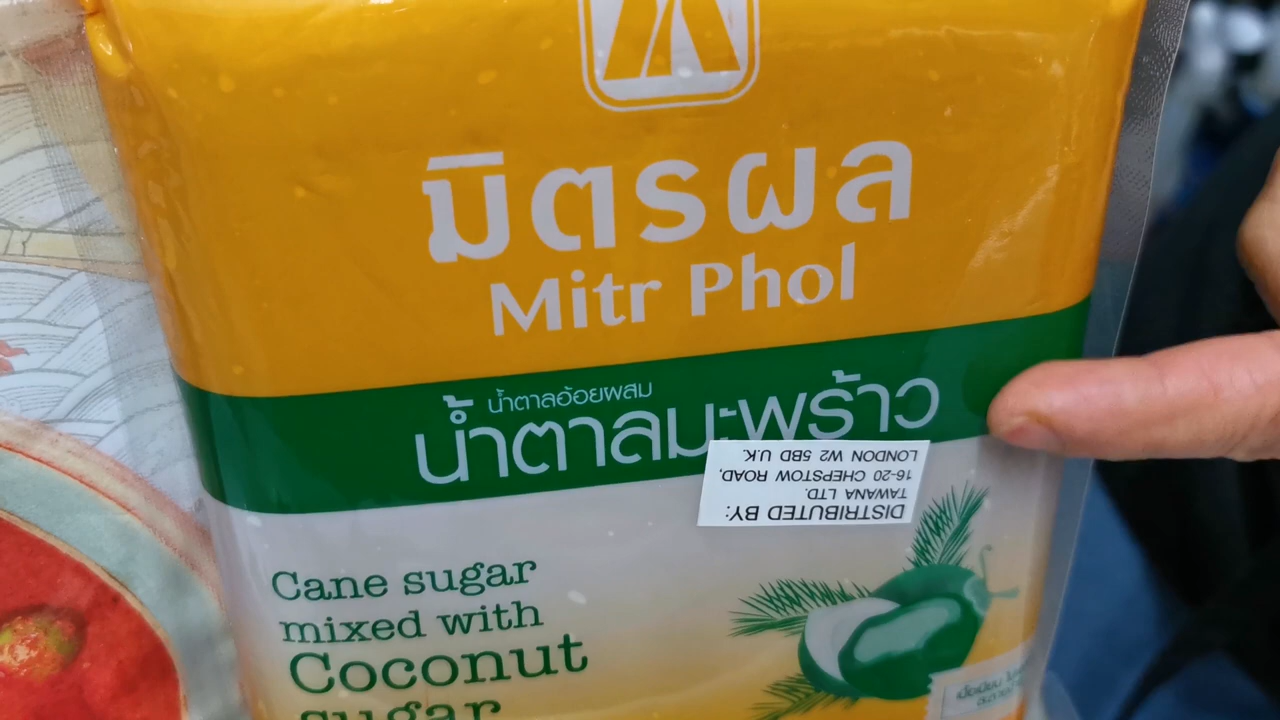 มิตรผล
Mitr Phol
น้ำตาลอ้อยผสม
น้ำตาลมะพร้าว
DISTRIBUTED BY:
TAWANA LTD.
16-20 CHEPSTOW ROAD,
LONDON W2 5BD U.K.
Cane sugar
mixed with
Coconut
sugar